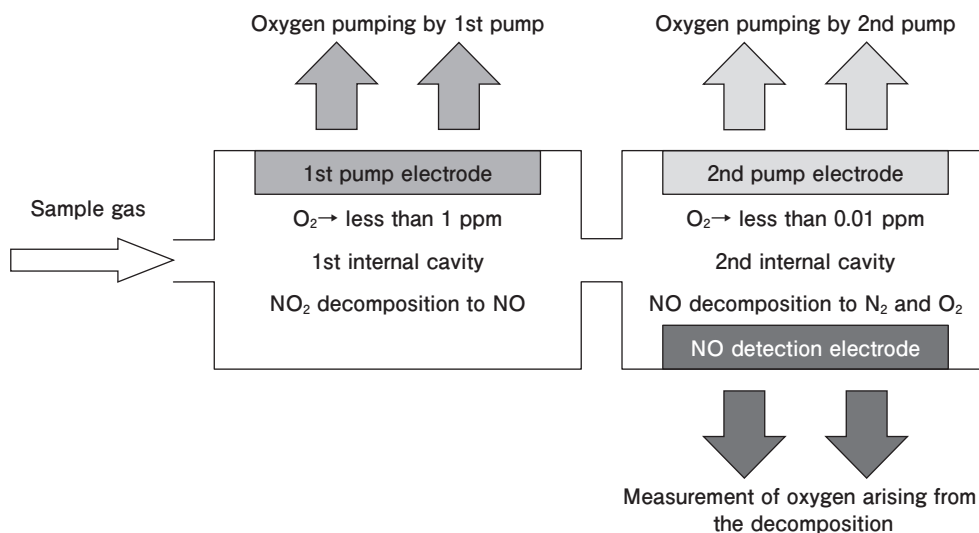 Oxygen pumping by 1st pump
Oxygen pumping by 2nd pump
1st pump electrode
2nd pump electrode
Sample gas
O₂→ less than 1 ppm
O₂→ less than 0.01 ppm
1st internal cavity
2nd internal cavity
NO₂ decomposition to NO
NO decomposition to N₂ and O₂
NO detection electrode
Measurement of oxygen arising from
the decomposition